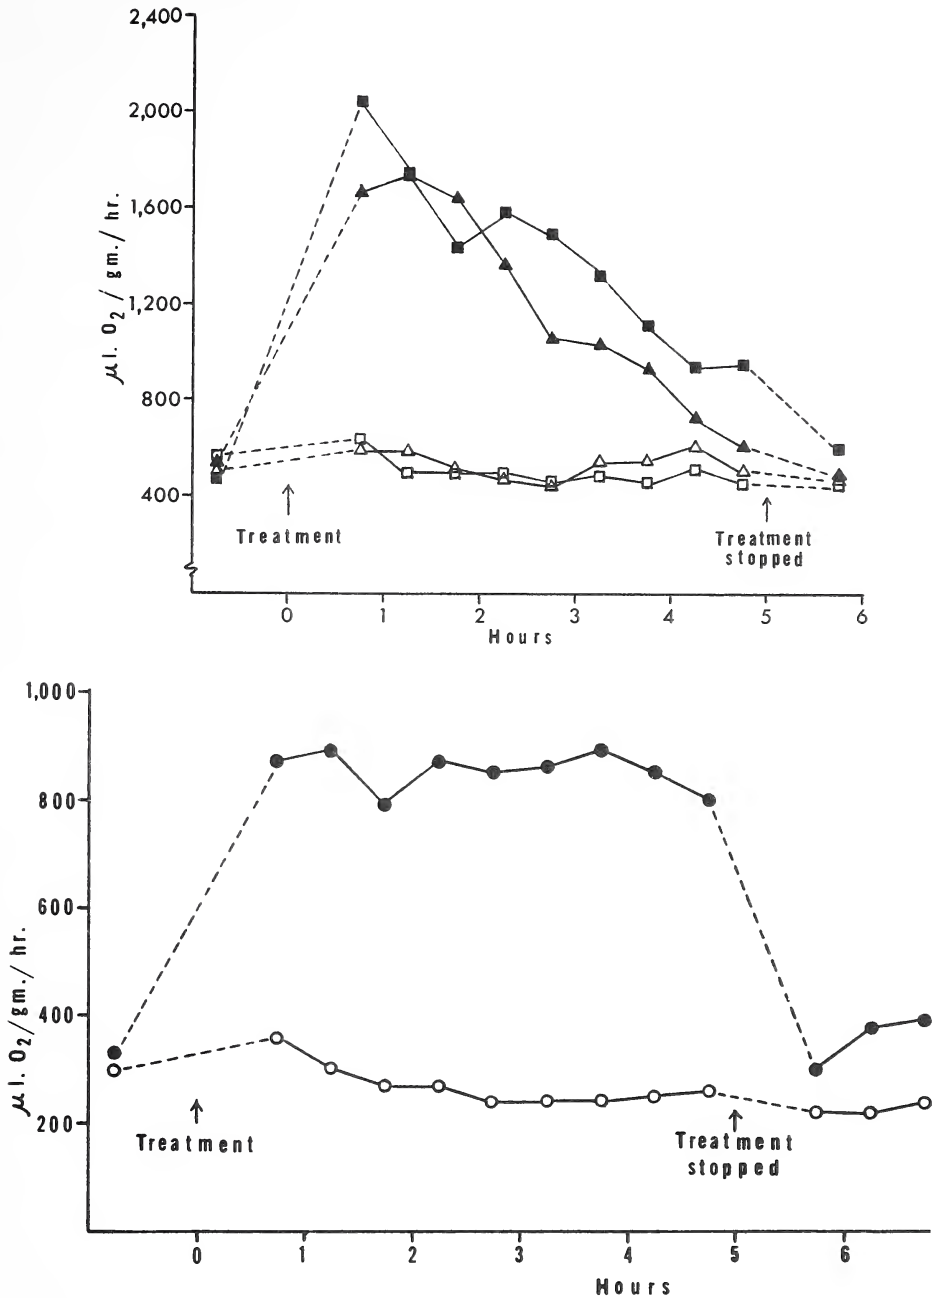 2,400
2,000
1,600
1,200
800
400
μl. O2 / gm. / hr.
Treatment
Treatment
stopped
0 1 2 3 4 5 6
Hours
1,000
800
600
400
200
μl. O2/gm./ hr.
Treatment
Treatment
stopped
0 1 2 3 4 5 6
Hours